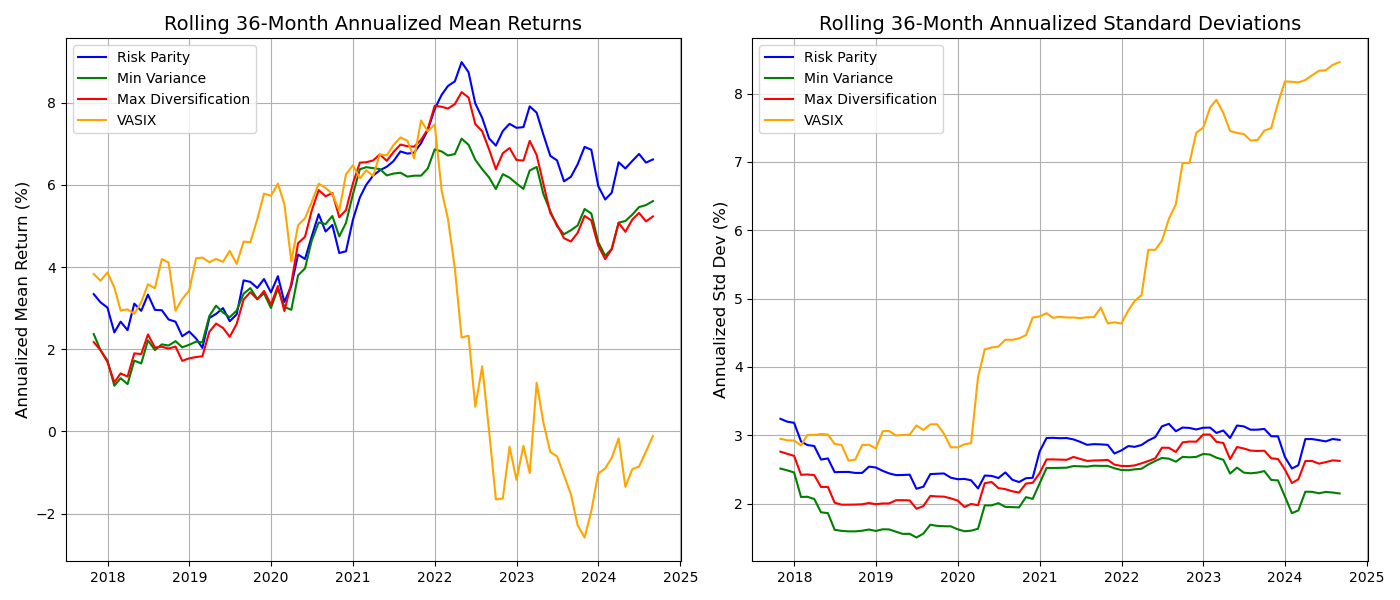 Rolling 36-Month Annualized Mean Returns
Annualized Mean Return (%)
8
6
4
2
0
−2
Risk Parity
Min Variance
Max Diversification
VASIX
2018 2019 2020 2021 2022 2023 2024 2025
Rolling 36-Month Annualized Standard Deviations
Annualized Std Dev (%)
8
7
6
5
4
3
2
Risk Parity
Min Variance
Max Diversification
VASIX
2018 2019 2020 2021 2022 2023 2024 2025